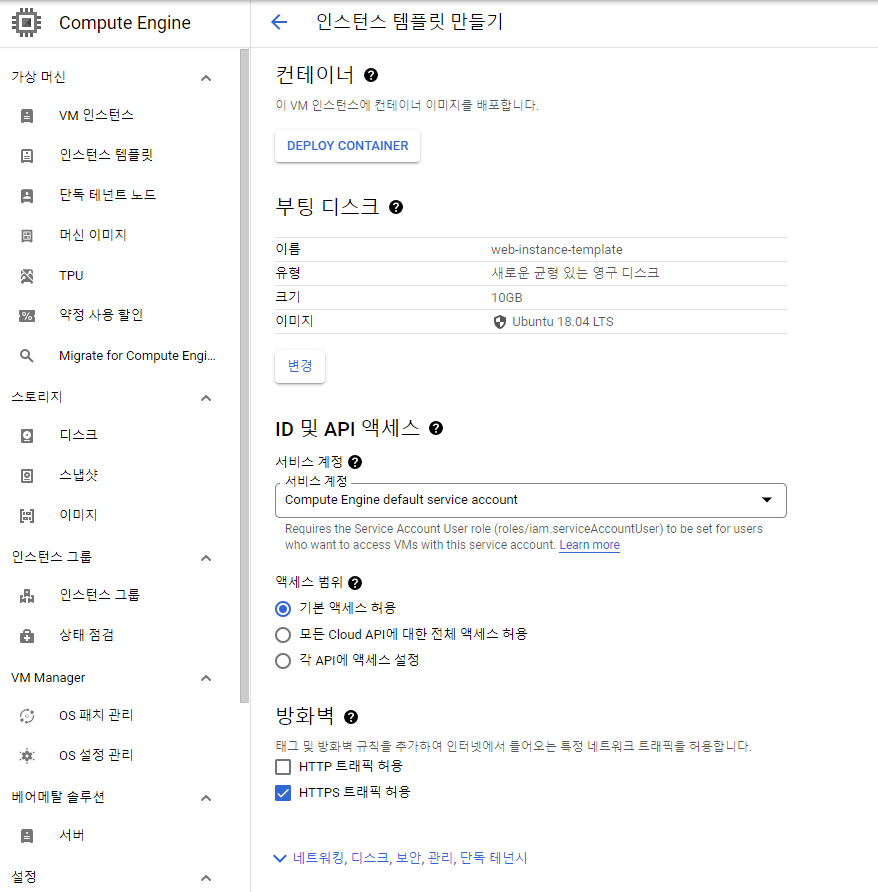 Compute Engine
가상 머신
VM 인스턴스
인스턴스 템플릿
단독 테넌트 노드
머신 이미지
TPU
약정 사용 할인
Migrate for Compute Engi...
스토리지
디스크
스냅샷
이미지
인스턴스 그룹
인스턴스 그룹
상태 점검
VM Manager
OS 패치 관리
OS 설정 관리
베어메탈 솔루션
서버
설정
인스턴스 템플릿 만들기
컨테이너
이 VM 인스턴스에 컨테이너 이미지를 배포합니다.
DEPLOY CONTAINER
부팅 디스크
이름 web-instance-template
유형 새로운 균형 있는 영구 디스크
크기 10GB
이미지 Ubuntu 18.04 LTS
변경
ID 및 API 액세스
서비스 계정
서비스 계정
Compute Engine default service account
Requires the Service Account User role (roles/iam.serviceAccountUser) to be set for users
who want to access VMs with this service account. Learn more
액세스 범위
기본 액세스 허용
모든 Cloud API에 대한 전체 액세스 허용
각 API에 액세스 설정
방화벽
태그 및 방화벽 규칙을 추가하여 인터넷에서 들어오는 특정 네트워크 트래픽을 허용합니다.
HTTP 트래픽 허용
HTTPS 트래픽 허용
네트워킹, 디스크, 보안, 관리, 단독 테넌시